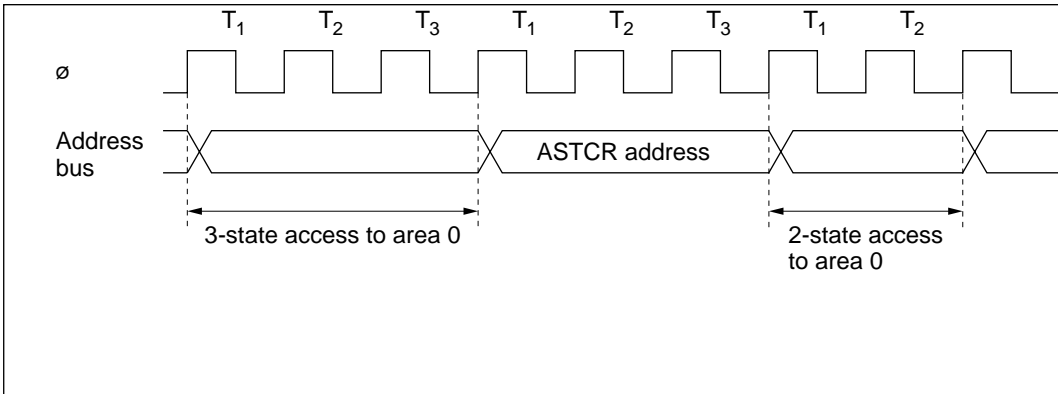 T₁ T₂ T₃ T₁ T₂ T₃ T₁ T₂
ø
Address
bus
ASTCR address
3-state access to area 0
2-state access
to area 0